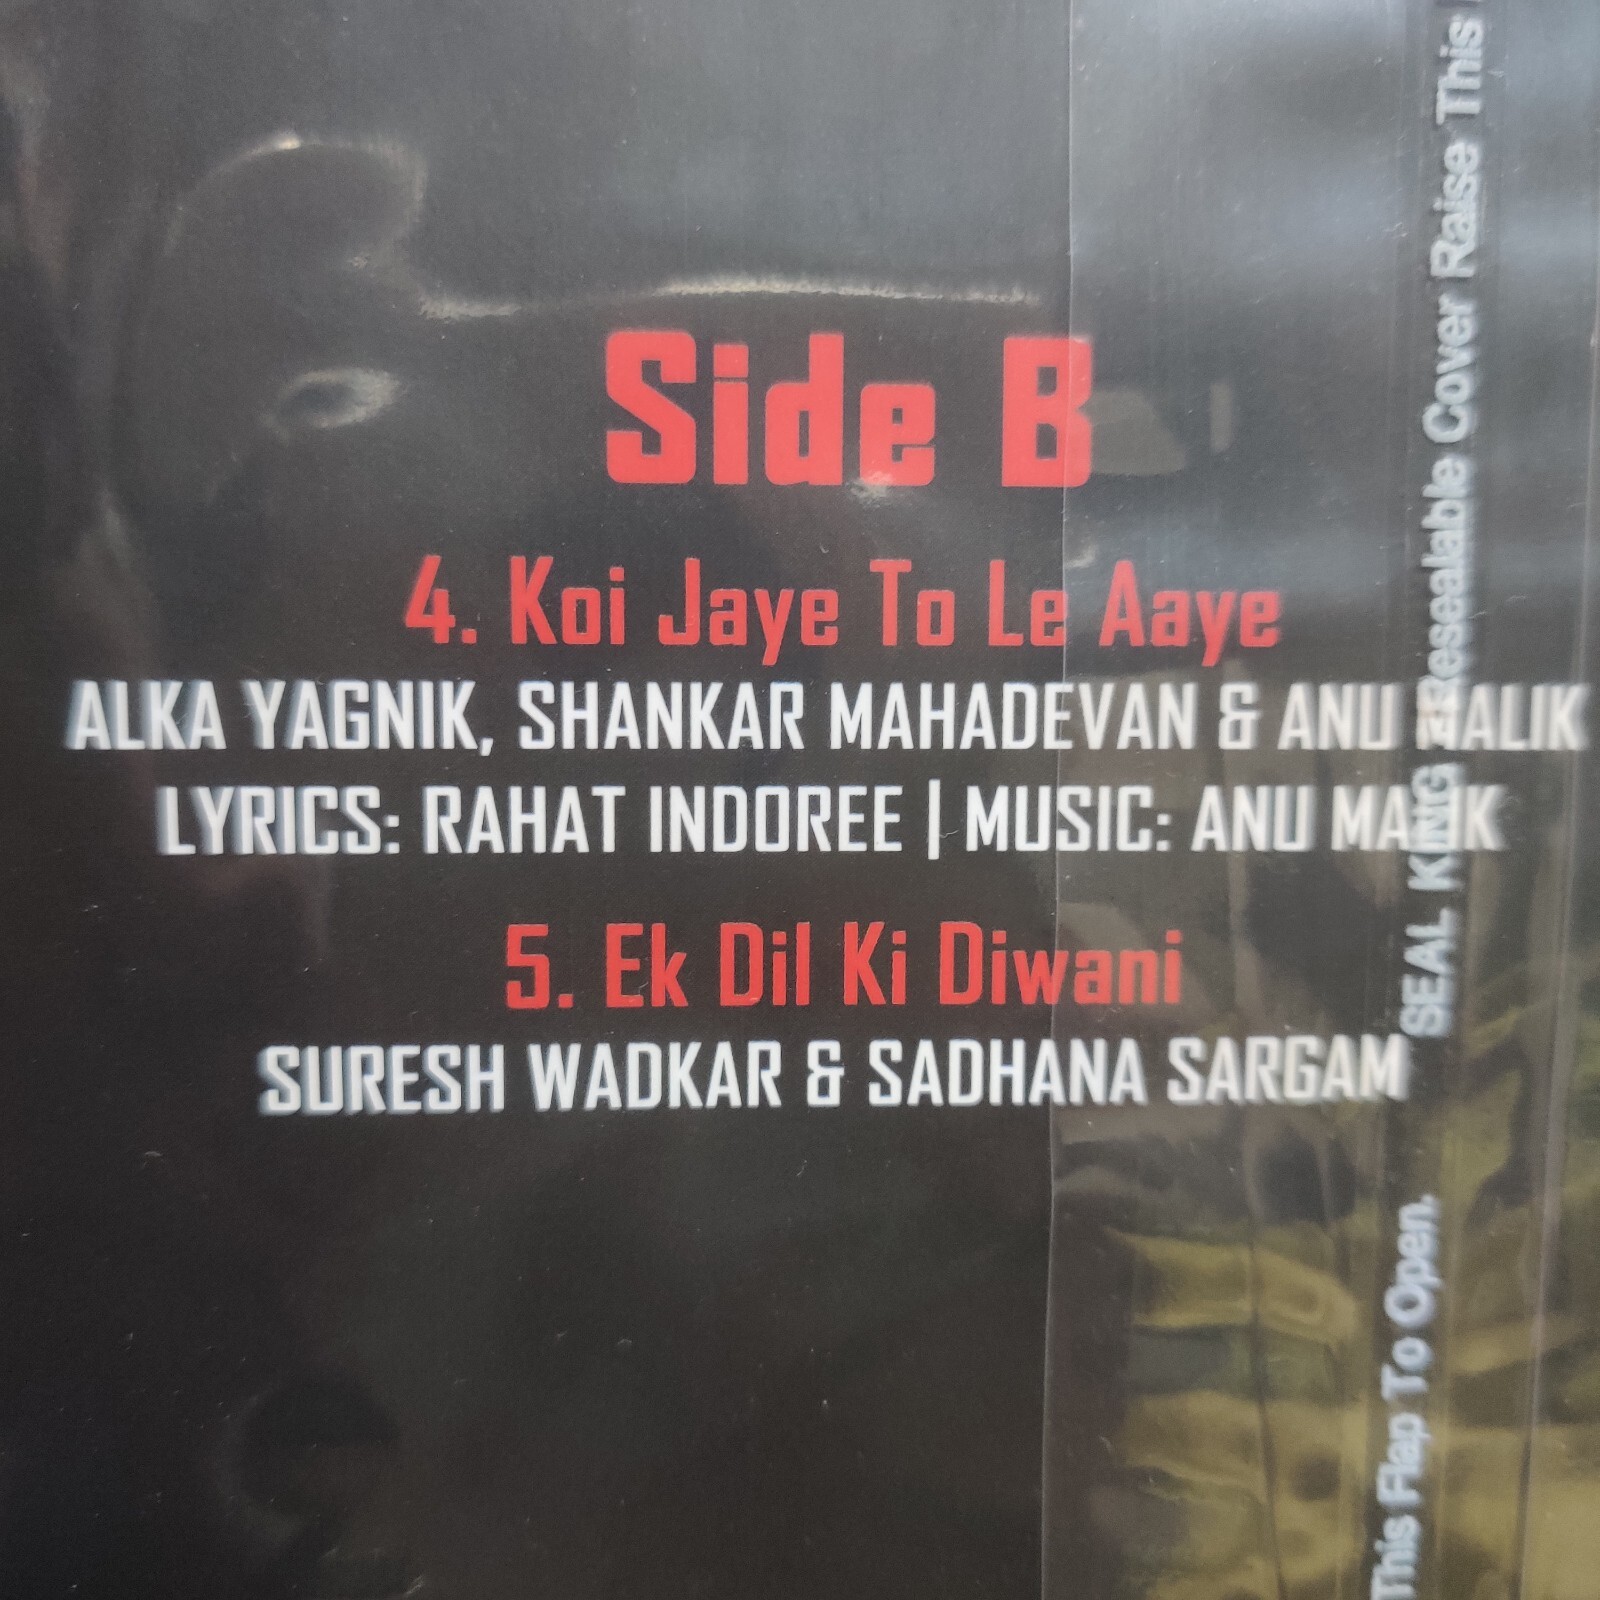 Side B
4. Koi Jaye To Le Aaye
ALKA YAGNIK, SHANKAR MAHADEVAN & ANU MALIK
LYRICS: RAHAT INDOREE | MUSIC: ANU MALIK
5. Ek Dil Ki Diwani
SURESH WADKAR & SADHANA SARGAM
SEAL KING Resealable Cover Raise This
This Flap To Open.